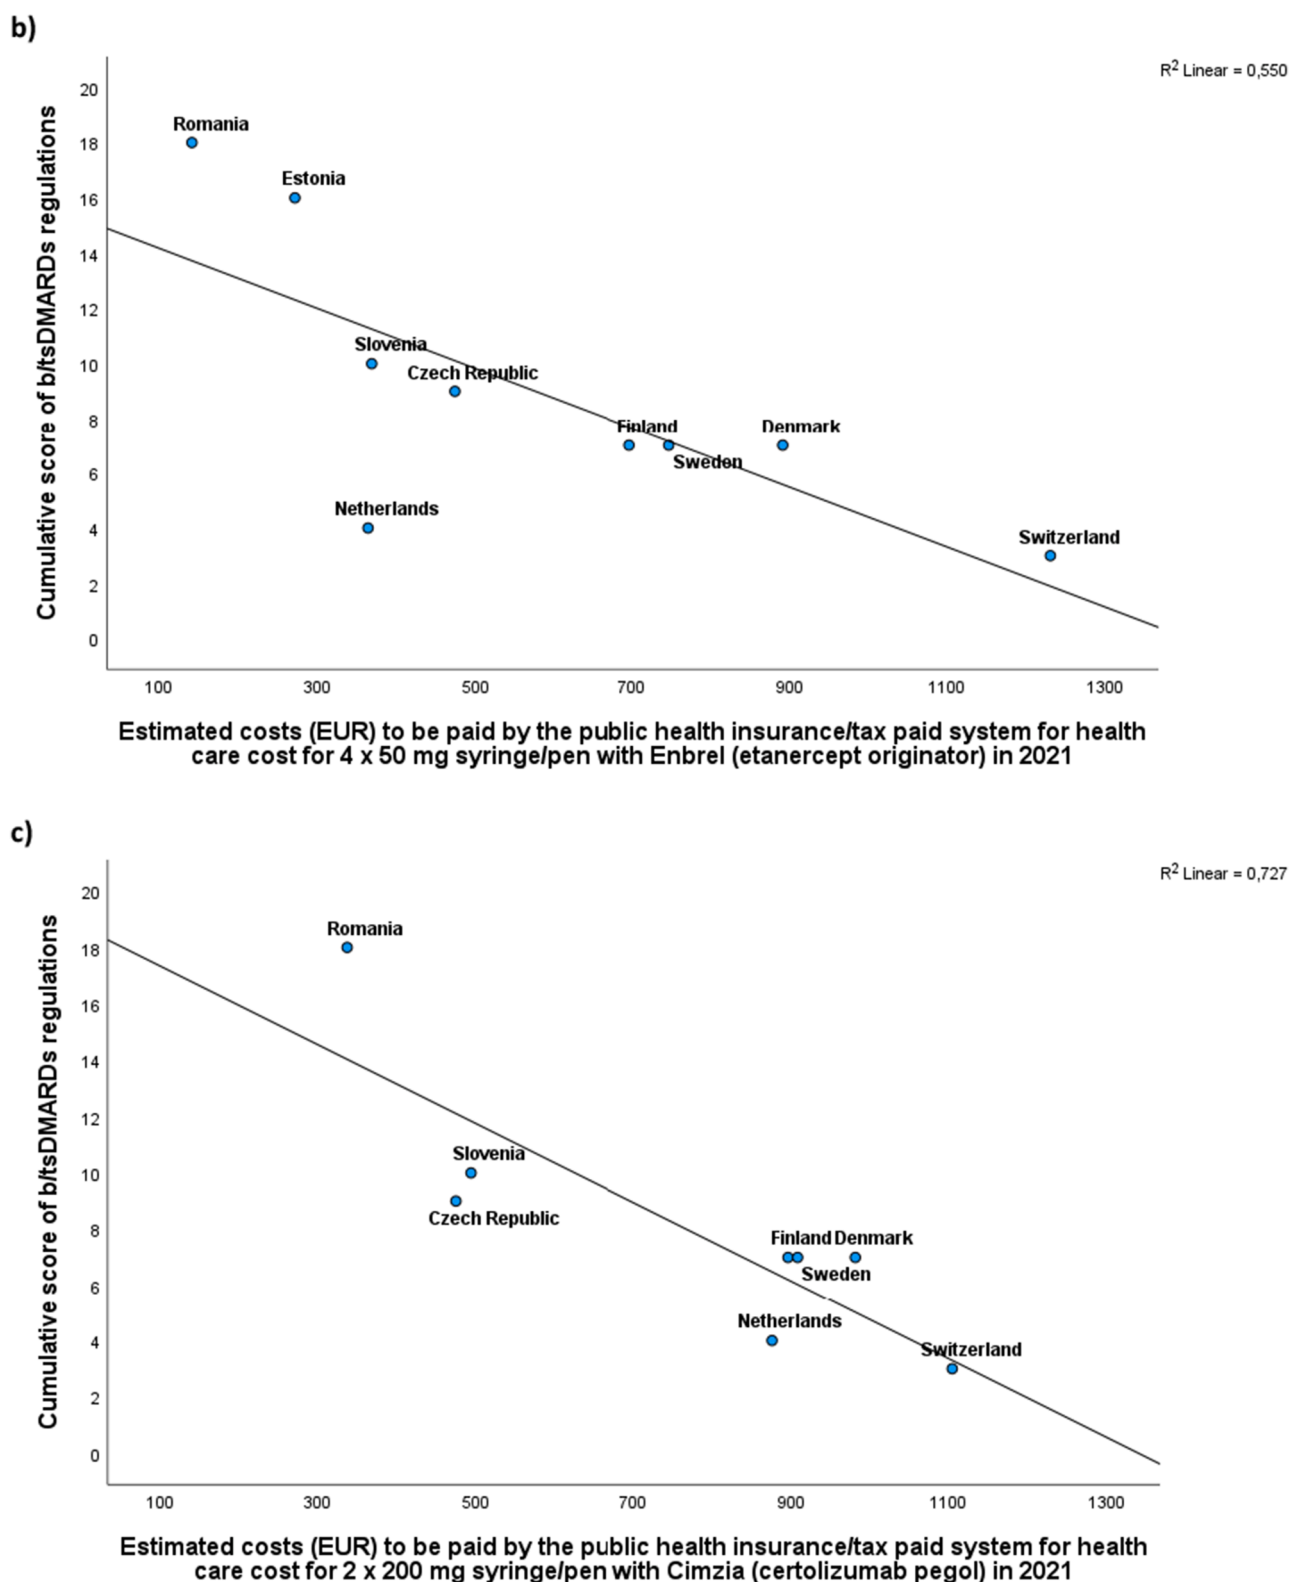 b)
R² Linear = 0,550
Cumulative score of b/tsDMARDs regulations
20
18
16
14
12
10
8
6
4
2
0
Romania
Estonia
Slovenia
Czech Republic
Finland
Denmark
Sweden
Netherlands
Switzerland
100 300 500 700 900 1100 1300
Estimated costs (EUR) to be paid by the public health insurance/tax paid system for health
care cost for 4 x 50 mg syringe/pen with Enbrel (etanercept originator) in 2021
c)
R² Linear = 0,727
Cumulative score of b/tsDMARDs regulations
20
18
16
14
12
10
8
6
4
2
0
Romania
Slovenia
Czech Republic
Finland Denmark
Sweden
Netherlands
Switzerland
100 300 500 700 900 1100 1300
Estimated costs (EUR) to be paid by the public health insurance/tax paid system for health
care cost for 2 x 200 mg syringe/pen with Cimzia (certolizumab pegol) in 2021